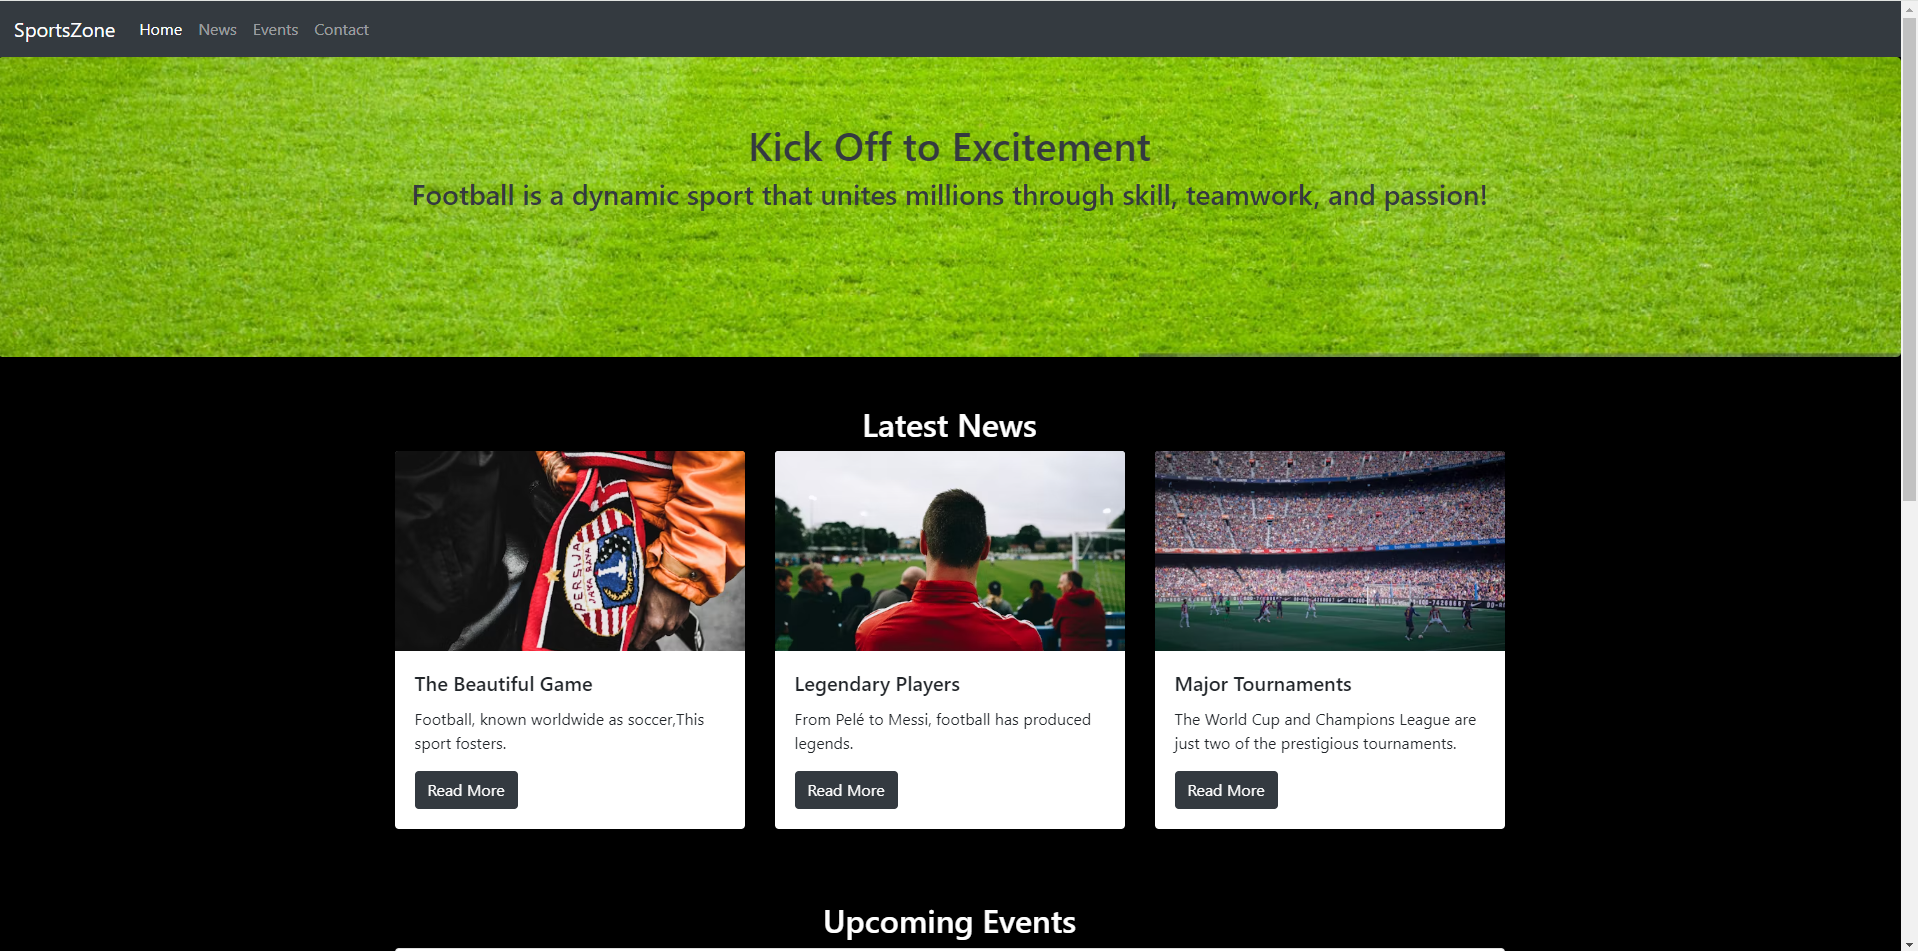 SportsZone Home News Events Contact
Kick Off to Excitement
Football is a dynamic sport that unites millions through skill, teamwork, and passion!
Latest News
PERSIJA
JAYA RAYA
The Beautiful Game
Football, known worldwide as soccer,This
sport fosters.
Read More
Legendary Players
From Pelé to Messi, football has produced
legends.
Read More
Major Tournaments
The World Cup and Champions League are
just two of the prestigious tournaments.
Read More
Upcoming Events